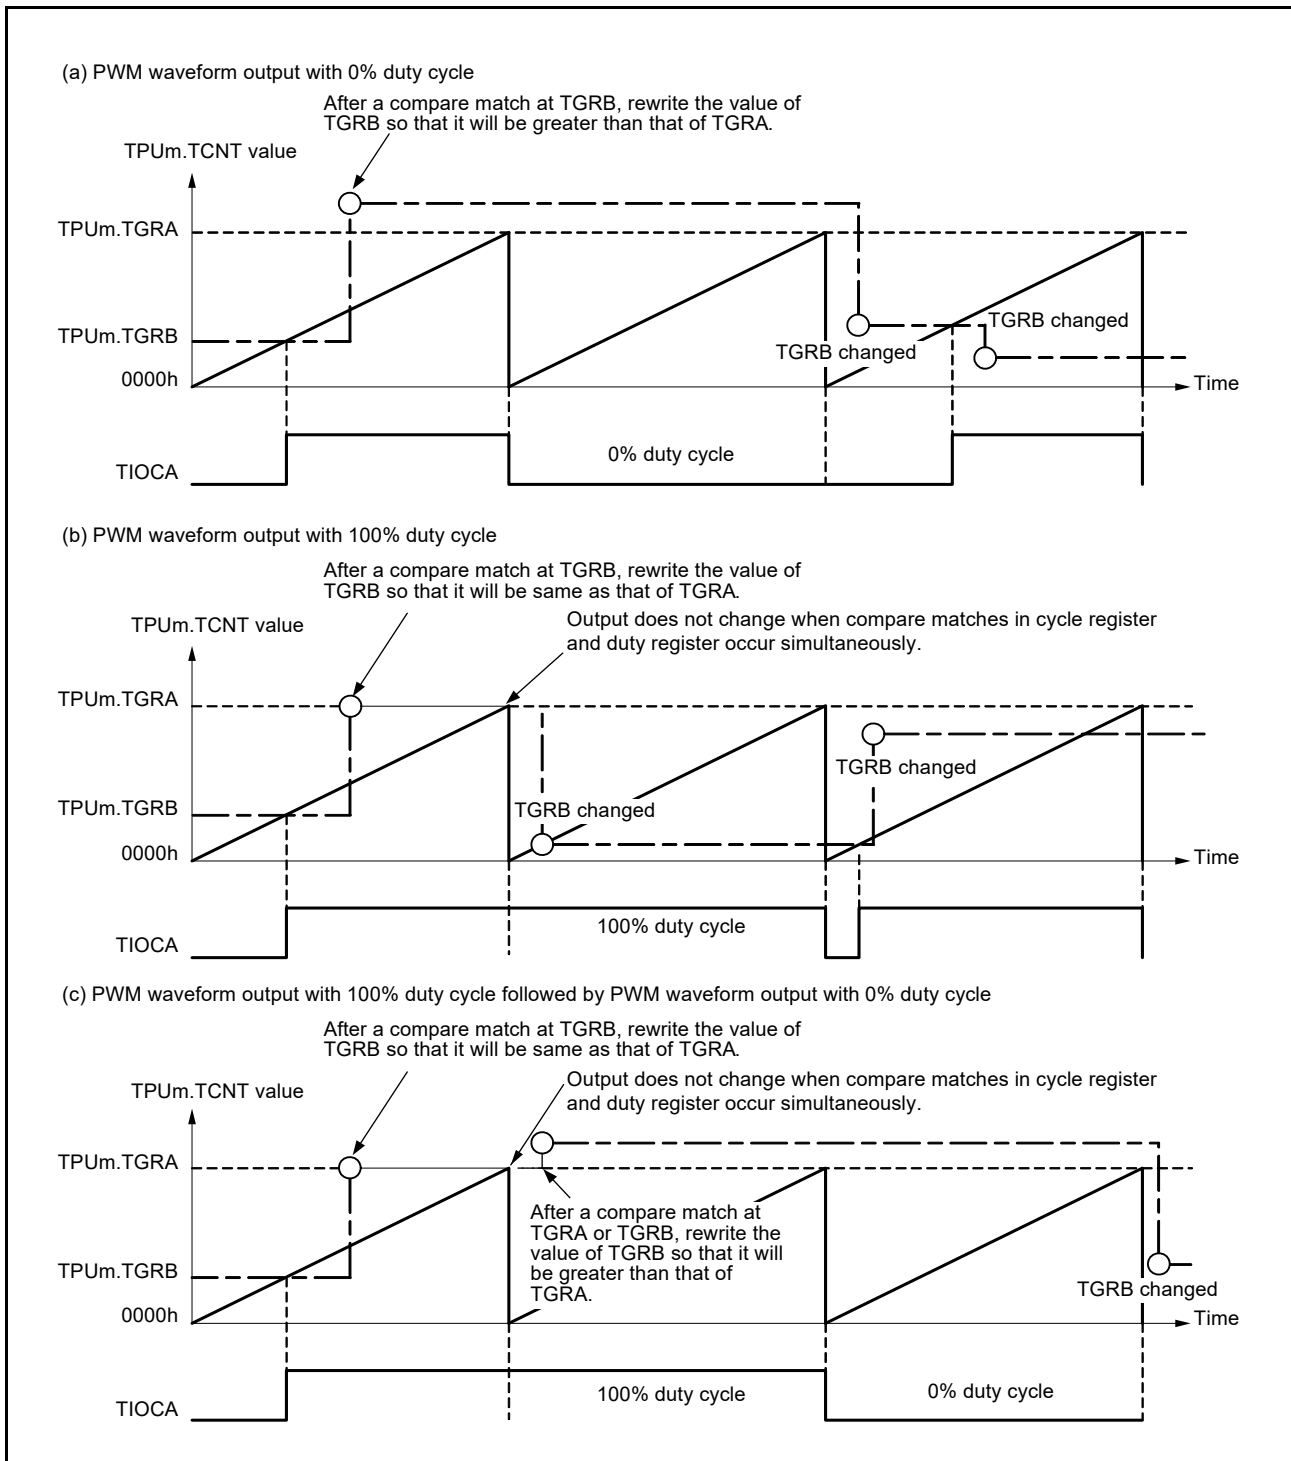 (a) PWM waveform output with 0% duty cycle
After a compare match at TGRB, rewrite the value of
TGRB so that it will be greater than that of TGRA.
TPUm.TCNT value
TPUm.TGRA
TPUm.TGRB
TGRB changed
TGRB changed
0000h
Time
0% duty cycle
TIOCA
(b) PWM waveform output with 100% duty cycle
After a compare match at TGRB, rewrite the value of
TGRB so that it will be same as that of TGRA.
Output does not change when compare matches in cycle register
and duty register occur simultaneously.
TPUm.TCNT value
TPUm.TGRA
TGRB changed
TPUm.TGRB
TGRB changed
0000h
Time
100% duty cycle
TIOCA
(c) PWM waveform output with 100% duty cycle followed by PWM waveform output with 0% duty cycle
After a compare match at TGRB, rewrite the value of
TGRB so that it will be same as that of TGRA.
Output does not change when compare matches in cycle register
and duty register occur simultaneously.
TPUm.TCNT value
TPUm.TGRA
After a compare match at
TGRA or TGRB, rewrite the
value of TGRB so that it will
be greater than that of
TGRA.
TPUm.TGRB
TGRB changed
0000h
Time
100% duty cycle
0% duty cycle
TIOCA